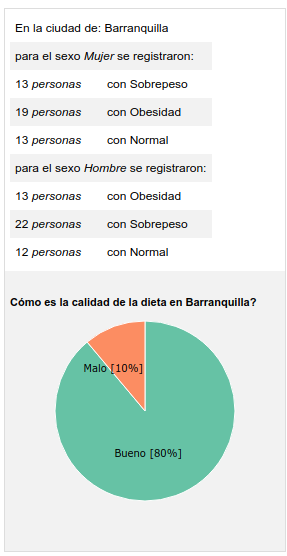 En la ciudad de: Barranquilla
para el sexo Mujer se registraron:
13 personas con Sobrepeso
19 personas con Obesidad
13 personas con Normal
para el sexo Hombre se registraron:
13 personas con Obesidad
22 personas con Sobrepeso
12 personas con Normal
Cómo es la calidad de la dieta en Barranquilla?
Malo [10%]
Bueno [80%]